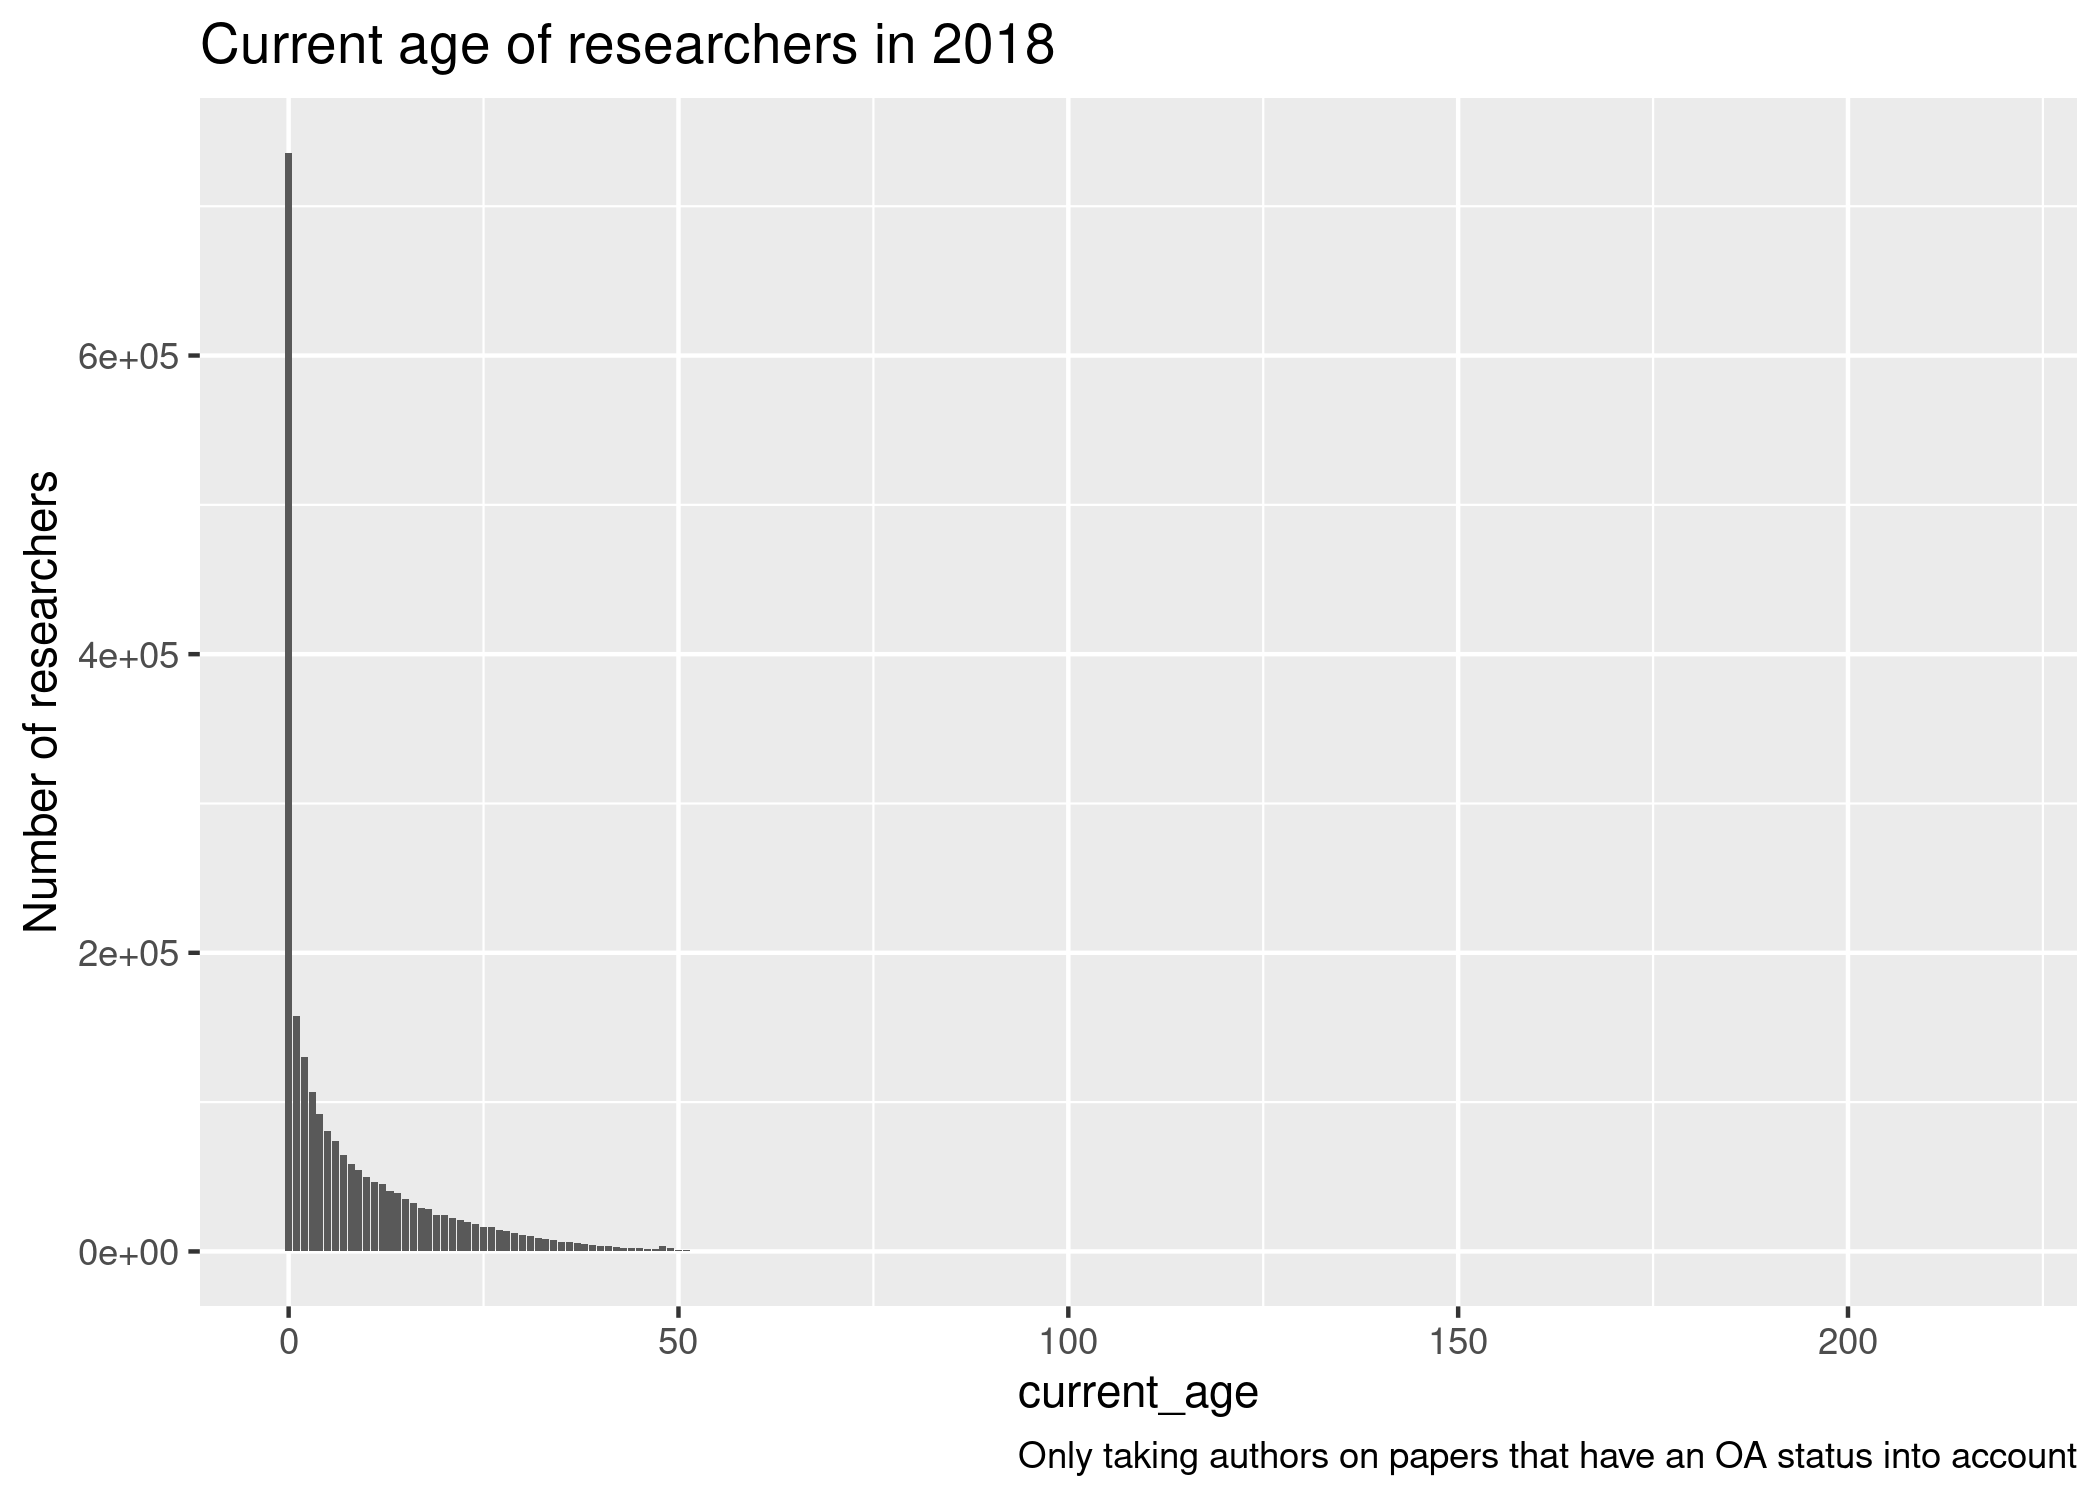 Current age of researchers in 2018
Number of researchers
6e+05
4e+05
2e+05
0e+00
0 50 100 150 200
current_age
Only taking authors on papers that have an OA status into account